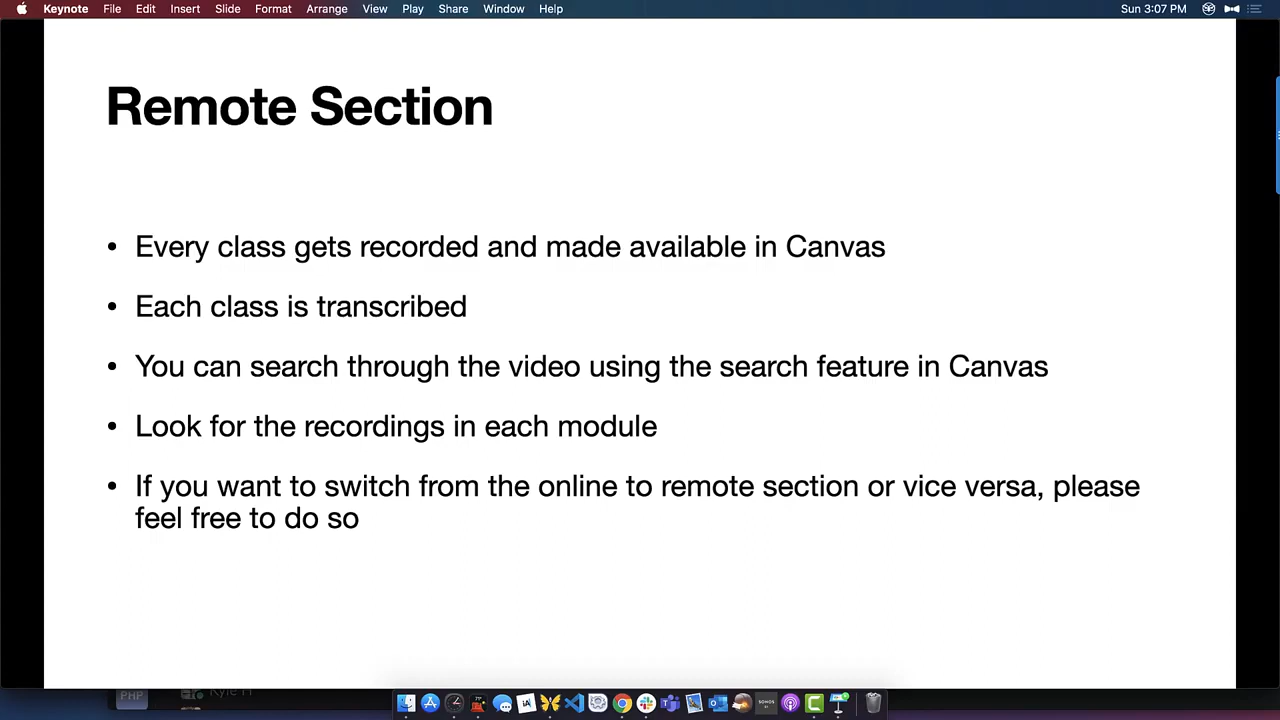 Keynote File Edit Insert Slide Format Arrange View Play Share Window Help Sun 3:07 PM
Remote Section
• Every class gets recorded and made available in Canvas
• Each class is transcribed
• You can search through the video using the search feature in Canvas
• Look for the recordings in each module
• If you want to switch from the online to remote section or vice versa, please
feel free to do so
PHP Kyle H
SONOS